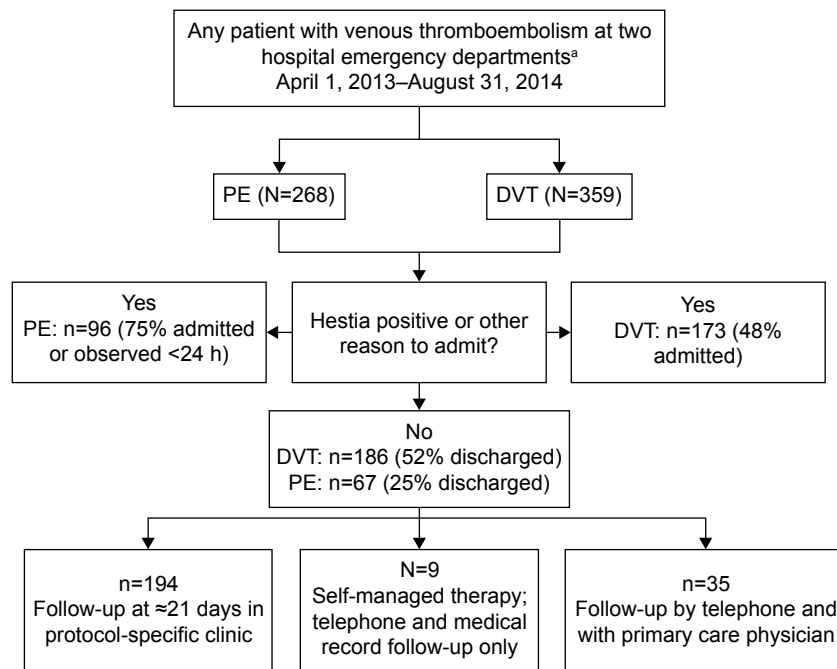 Any patient with venous thromboembolism at two
hospital emergency departmentsᵃ
April 1, 2013–August 31, 2014
PE (N=268)
DVT (N=359)
Yes
PE: n=96 (75% admitted
or observed <24 h)
Hestia positive or other
reason to admit?
Yes
DVT: n=173 (48%
admitted)
No
DVT: n=186 (52% discharged)
PE: n=67 (25% discharged)
n=194
Follow-up at ≈21 days in
protocol-specific clinic
N=9
Self-managed therapy;
telephone and medical
record follow-up only
n=35
Follow-up by telephone and
with primary care physician